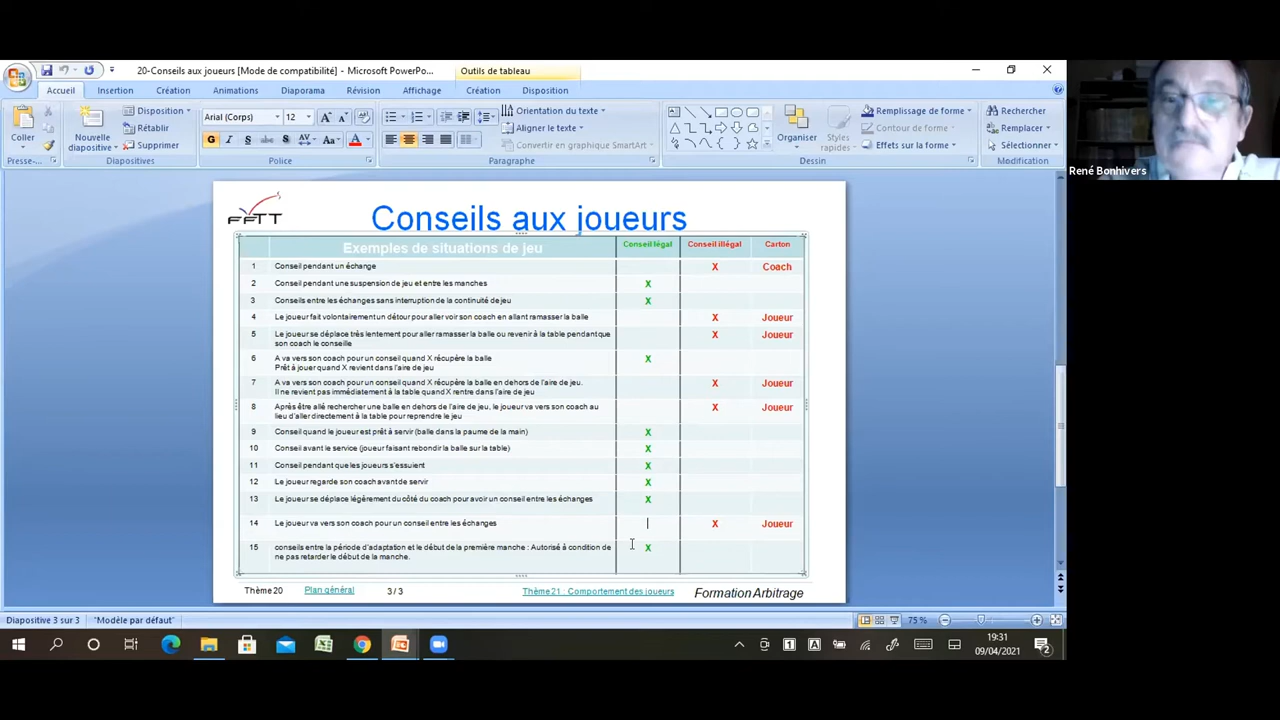 20-Conseils aux joueurs [Mode de compatibilité] - Microsoft PowerPo...
Outils de tableau
Accueil Insertion Création Animations Diaporama Révision Affichage Création Disposition
Coller
Presse-...
Nouvelle diapositive
Disposition
Rétablir
Supprimer
Diapositives
Arial (Corps) 12
G I S S AV Aa A
Police
Orientation du texte
Aligner le texte
Convertir en graphique SmartArt
Paragraphe
Organiser
Styles rapides
Remplissage de forme
Contour de forme
Effets sur la forme
Dessin
Rechercher
Remplacer
Sélectionner
Modification
René Bonhivers
FFTT
Conseils aux joueurs
Exemples de situations de jeu Conseil légal Conseil illégal Carton
1 Conseil pendant un échange X Coach
2 Conseil pendant une suspension de jeu et entre les manches X
3 Conseils entre les échanges sans interruption de la continuité de jeu X
4 Le joueur fait volontairement un détour pour aller voir son coach en allant ramasser la balle X Joueur
5 Le joueur se déplace très lentement pour aller ramasser la balle ou revenir à la table pendant que X Joueur
son coach le conseille
6 A va vers son coach pour un conseil quand X récupère la balle X
Prêt à jouer quand X revient dans l'aire de jeu
7 A va vers son coach pour un conseil quand X récupère la balle en dehors de l'aire de jeu. X Joueur
Il ne revient pas immédiatement à la table quand X rentre dans l'aire de jeu
8 Après être allé rechercher une balle en dehors de l'aire de jeu, le joueur va vers son coach au X Joueur
lieu d'aller directement à la table pour reprendre le jeu
9 Conseil quand le joueur est prêt à servir (balle dans la paume de la main) X
10 Conseil avant le service (joueur faisant rebondir la balle sur la table) X
11 Conseil pendant que les joueurs s'essuient X
12 Le joueur regarde son coach avant de servir X
13 Le joueur se déplace légèrement du côté du coach pour avoir un conseil entre les échanges X
14 Le joueur va vers son coach pour un conseil entre les échanges X Joueur
15 conseils entre la période d'adaptation et le début de la première manche : Autorisé à condition de X
ne pas retarder le début de la manche.
Thème 20 Plan général 3 / 3 Thème 21 : Comportement des joueurs Formation Arbitrage
Diapositive 3 sur 3 "Modèle par défaut" 75 %
19:31
09/04/2021
2